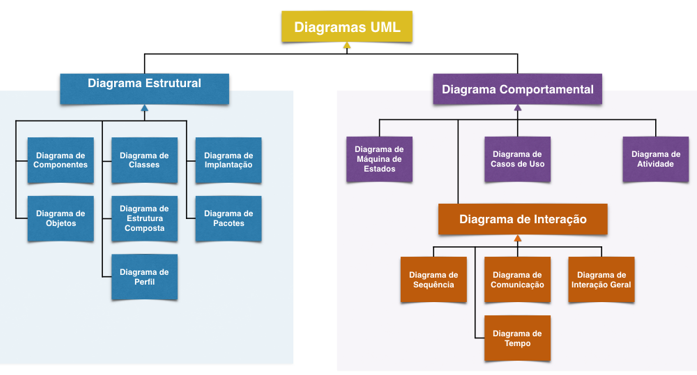 Diagramas UML
Diagrama Estrutural
Diagrama Comportamental
Diagrama de
Componentes
Diagrama de
Classes
Diagrama de
Implantação
Diagrama de
Objetos
Diagrama de
Estrutura
Composta
Diagrama de
Pacotes
Diagrama de
Perfil
Diagrama de
Máquina de
Estados
Diagrama de
Casos de Uso
Diagrama de
Atividade
Diagrama de Interação
Diagrama de
Sequência
Diagrama de
Comunicação
Diagrama de
Interação Geral
Diagrama de
Tempo